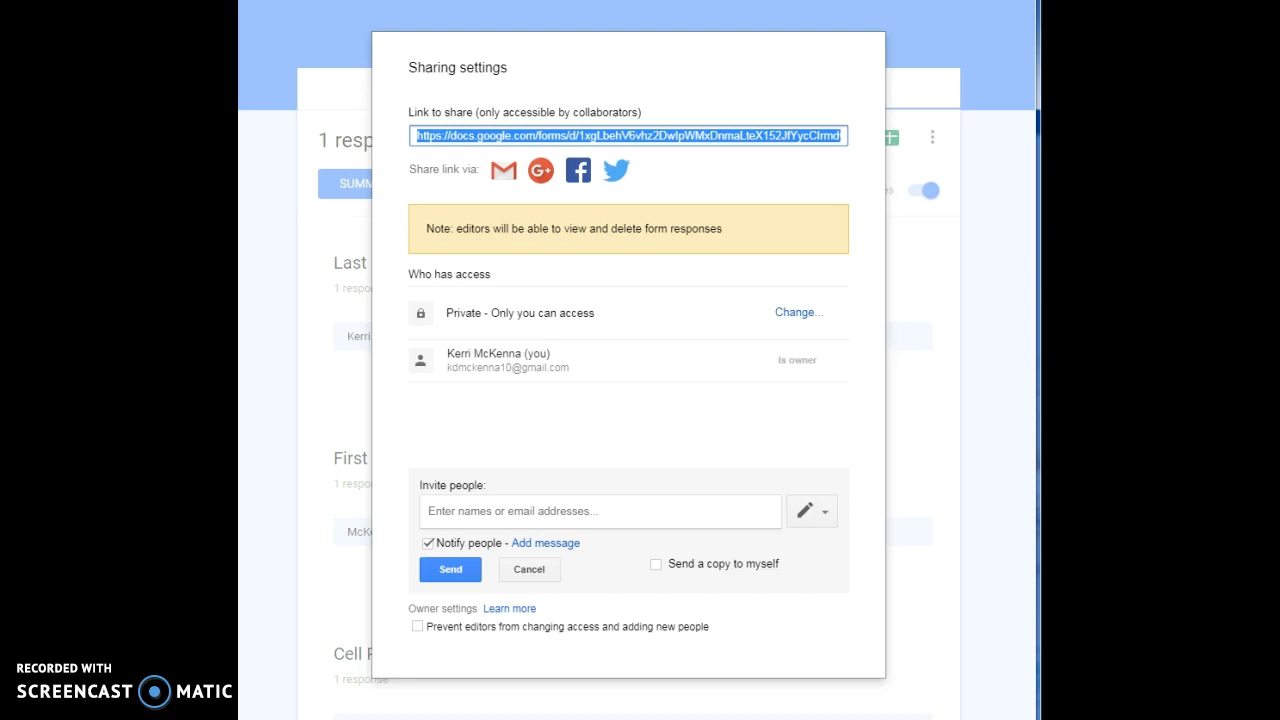 Sharing settings
Link to share (only accessible by collaborators)
1 resp
Share link via:
SUMM
Note: editors will be able to view and delete form responses
Last
Who has access
1 respo
Private - Only you can access Change...
Kerri
Kerri McKenna (you) Is owner
kdmckenna10@gmail.com
First
1 respo
Invite people:
Enter names or email addresses...
McK
Notify people - Add message
Send Cancel Send a copy to myself
Owner settings Learn more
Prevent editors from changing access and adding new people
Cell
1 response
RECORDED WITH
SCREENCAST MATIC